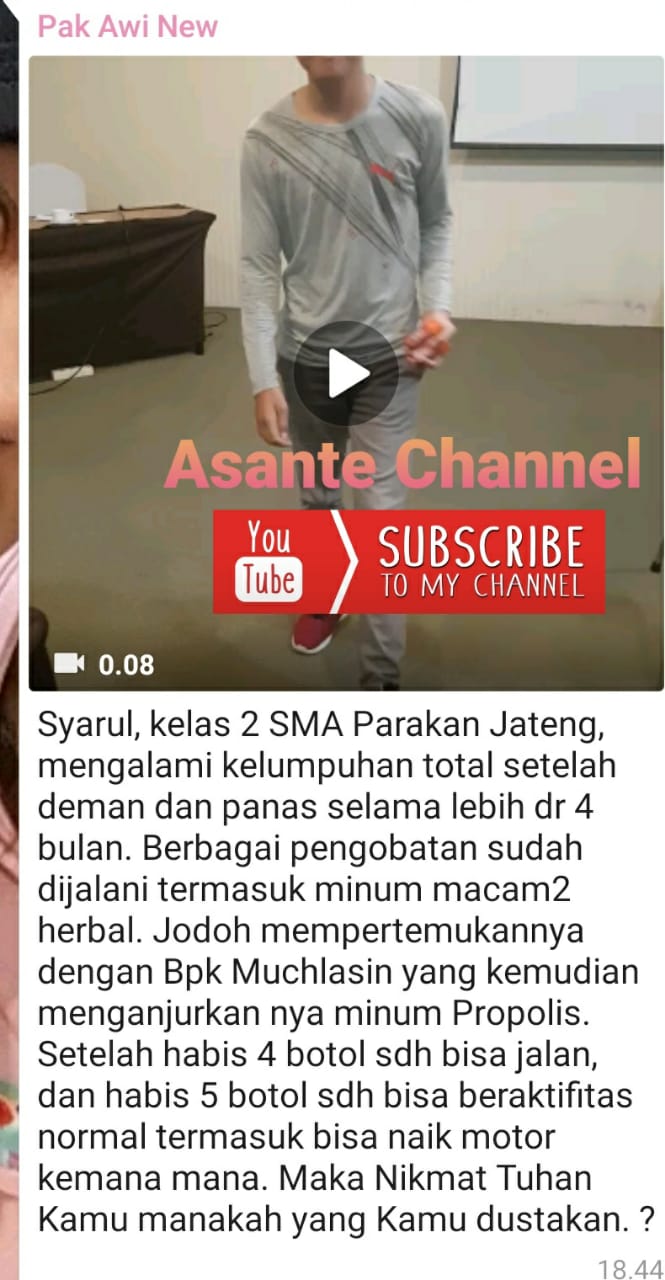 Pak Awi New
Asante Channel
You
Tube
SUBSCRIBE
TO MY CHANNEL
0.08
Syarul, kelas 2 SMA Parakan Jateng,
mengalami kelumpuhan total setelah
deman dan panas selama lebih dr 4
bulan. Berbagai pengobatan sudah
dijalani termasuk minum macam2
herbal. Jodoh mempertemukannya
dengan Bpk Muchlasin yang kemudian
menganjurkan nya minum Propolis.
Setelah habis 4 botol sdh bisa jalan,
dan habis 5 botol sdh bisa beraktifitas
normal termasuk bisa naik motor
kemana mana. Maka Nikmat Tuhan
Kamu manakah yang Kamu dustakan. ?
18.44